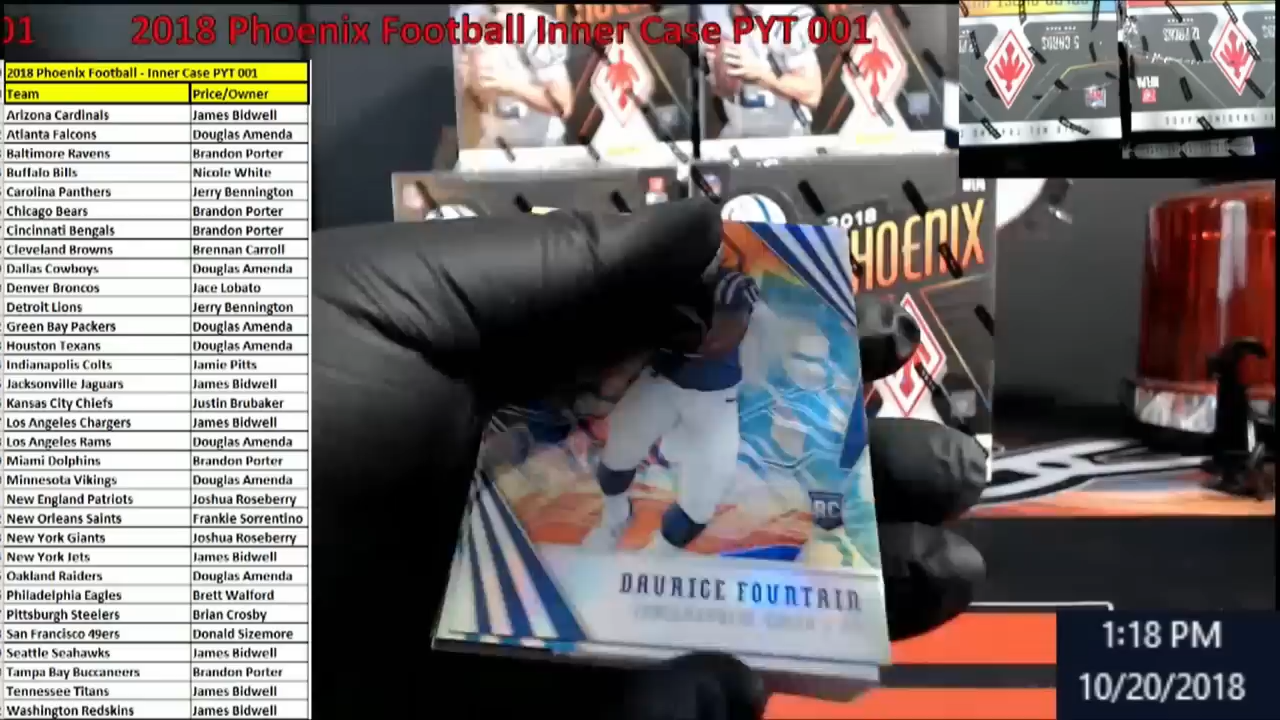 01 2018 Phoenix Football Inner Case PYT 001
2018 Phoenix Football - Inner Case PYT 001
Team Price/Owner
Arizona Cardinals James Bidwell
Atlanta Falcons Douglas Amenda
Baltimore Ravens Brandon Porter
Buffalo Bills Nicole White
Carolina Panthers Jerry Bennington
Chicago Bears Brandon Porter
Cincinnati Bengals Brandon Porter
Cleveland Browns Brennan Carroll
Dallas Cowboys Douglas Amenda
Denver Broncos Jace Lobato
Detroit Lions Jerry Bennington
Green Bay Packers Douglas Amenda
Houston Texans Douglas Amenda
Indianapolis Colts Jamie Pitts
Jacksonville Jaguars James Bidwell
Kansas City Chiefs Justin Brubaker
Los Angeles Chargers James Bidwell
Los Angeles Rams Douglas Amenda
Miami Dolphins Brandon Porter
Minnesota Vikings Douglas Amenda
New England Patriots Joshua Roseberry
New Orleans Saints Frankie Sorrentino
New York Giants Joshua Roseberry
New York Jets James Bidwell
Oakland Raiders Douglas Amenda
Philadelphia Eagles Brett Walford
Pittsburgh Steelers Brian Crosby
San Francisco 49ers Donald Sizemore
Seattle Seahawks James Bidwell
Tampa Bay Buccaneers Brandon Porter
Tennessee Titans James Bidwell
Washington Redskins James Bidwell
5 CARDS
12 PACKS
2018
PHOENIX
RC
DAURICE FOUNTAIN
1:18 PM
10/20/2018